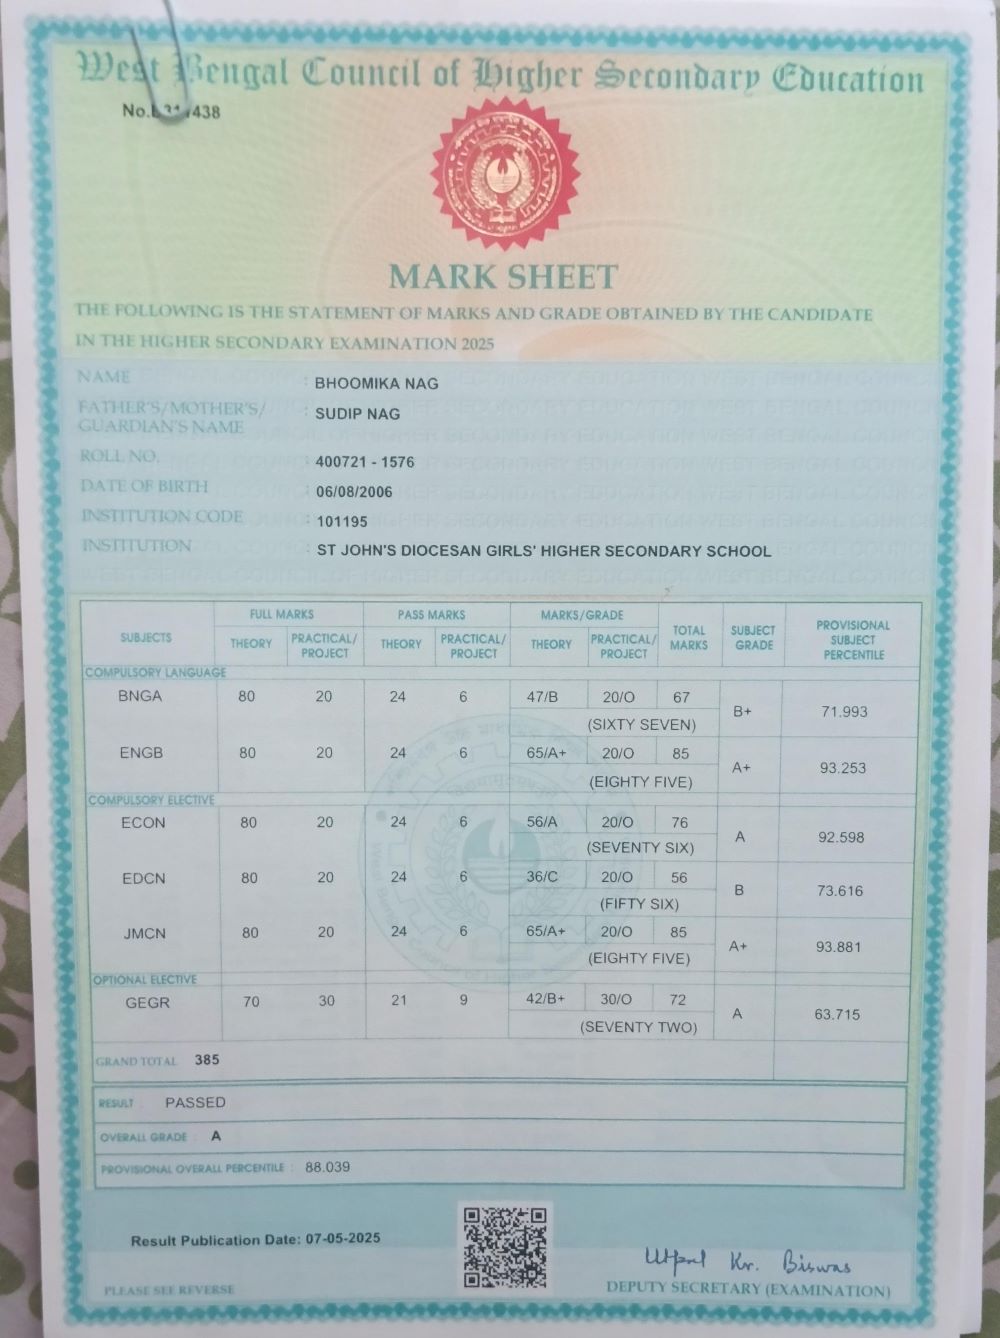 West Bengal Council of Higher Secondary Education
MARK SHEET
THE FOLLOWING IS THE STATEMENT OF MARKS AND GRADE OBTAINED BY THE CANDIDATE
IN THE HIGHER SECONDARY EXAMINATION 2025
NAME : BHOOMIKA NAG
FATHER'S/MOTHER'S/ : SUDIP NAG
GUARDIAN'S NAME
ROLL NO. : 400721 - 1576
DATE OF BIRTH : 06/08/2006
INSTITUTION CODE : 101195
INSTITUTION : ST JOHN'S DIOCESAN GIRLS' HIGHER SECONDARY SCHOOL
SUBJECTS FULL MARKS PASS MARKS MARKS/GRADE TOTAL MARKS SUBJECT GRADE PROVISIONAL SUBJECT PERCENTILE
THEORY PRACTICAL/PROJECT THEORY PRACTICAL/PROJECT THEORY PRACTICAL/PROJECT
COMPULSORY LANGUAGE
BNGA 80 20 24 6 47/B 20/O 67 B+ 71.993
(SIXTY SEVEN)
ENGB 80 20 24 6 65/A+ 20/O 85 A+ 93.253
(EIGHTY FIVE)
COMPULSORY ELECTIVE
ECON 80 20 24 6 56/A 20/O 76 A 92.598
(SEVENTY SIX)
EDCN 80 20 24 6 36/C 20/O 56 B 73.616
(FIFTY SIX)
JMCN 80 20 24 6 65/A+ 20/O 85 A+ 93.881
(EIGHTY FIVE)
OPTIONAL ELECTIVE
GEGR 70 30 21 9 42/B+ 30/O 72 A 63.715
(SEVENTY TWO)
GRAND TOTAL 385
RESULT : PASSED
OVERALL GRADE : A
PROVISIONAL OVERALL PERCENTILE : 88.039
Result Publication Date: 07-05-2025
Utpal Kr. Biswas
PLEASE SEE REVERSE
DEPUTY SECRETARY (EXAMINATION)